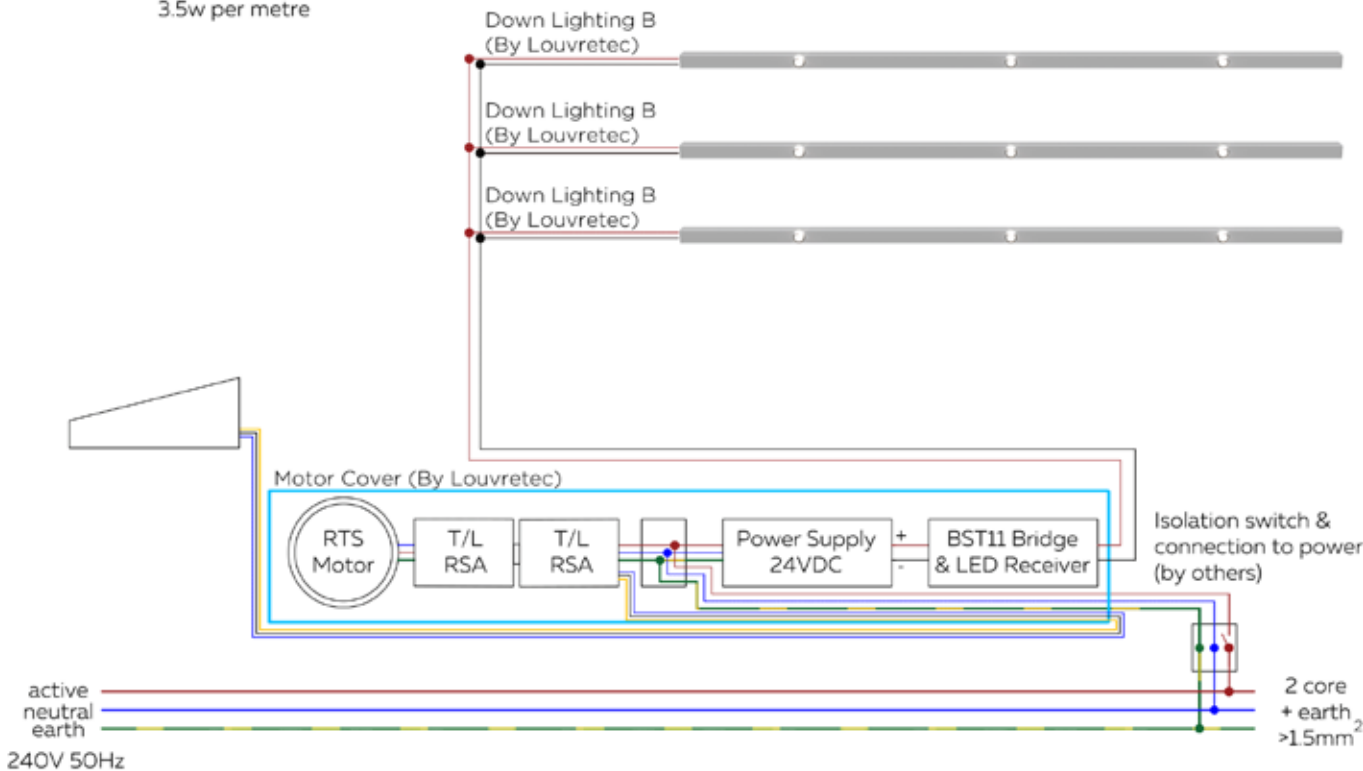 3.5w per metre
Down Lighting B
(By Louvretec)
Down Lighting B
(By Louvretec)
Down Lighting B
(By Louvretec)
Motor Cover (By Louvretec)
RTS
Motor
T/L
RSA
T/L
RSA
Power Supply
24VDC
+
-
BST11 Bridge
& LED Receiver
Isolation switch &
connection to power
(by others)
active
neutral
earth
240V 50Hz
2 core
+ earth
>1.5mm²